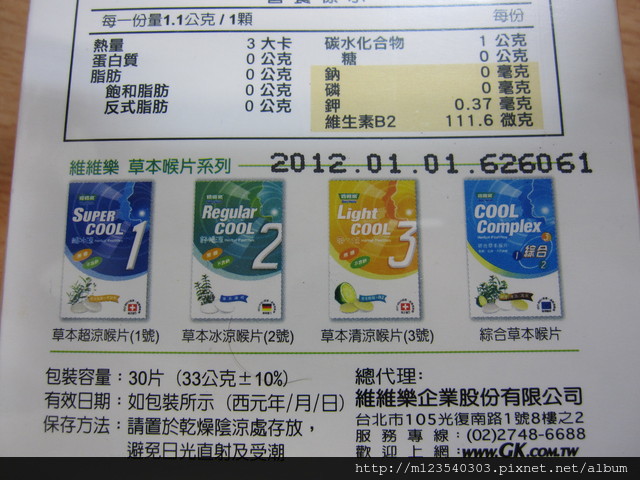 每一份量1.1公克/1顆 每份
熱量 3 大卡 碳水化合物 1 公克
蛋白質 0 公克 糖 0 公克
脂肪 0 公克 鈉 0 毫克
飽和脂肪 0 公克 磷 0 毫克
反式脂肪 0 公克 鉀 0.37 毫克
維生素B2 111.6 微克
維維樂 草本喉片系列 2012.01.01.626061
SUPER COOL 1
Regular COOL 2
Light COOL 3
COOL Complex 綜合 1 2 3
草本超涼喉片(1號) 草本冰涼喉片(2號) 草本清涼喉片(3號) 綜合草本喉片
包裝容量：30片（33公克±10%）
有效日期：如包裝所示（西元年/月/日）
保存方法：請置於乾燥陰涼處存放，
避免日光直射及受潮
總代理：
維維樂企業股份有限公司
台北市105光復南路1號8樓之2
服務專線：(02)2748-6688
歡迎上網：www.GK.com.tw
http://m123540303.pixnet.net/album